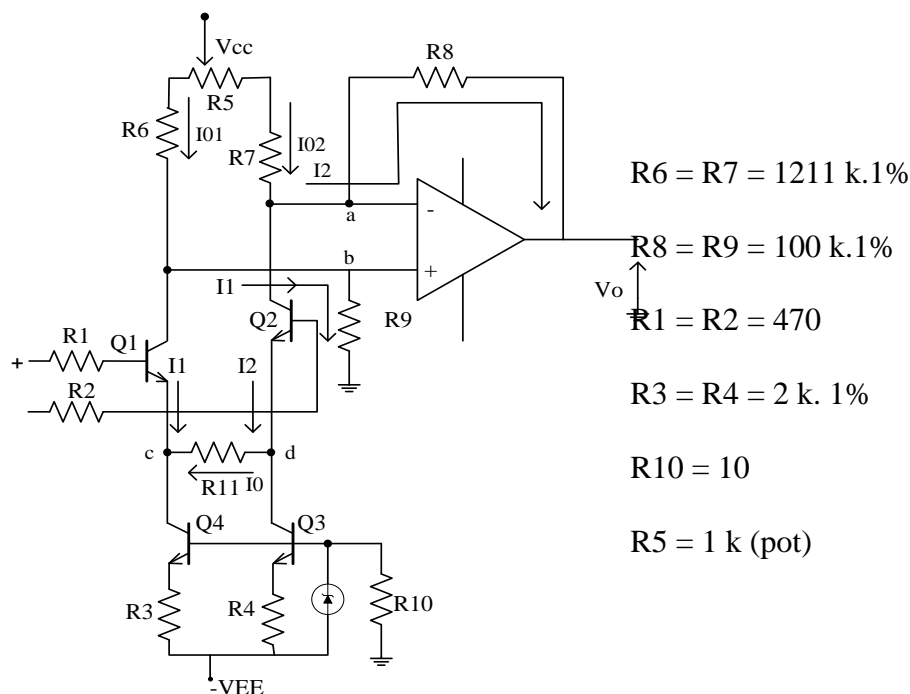 Vcc
R8
R5
R6
I01
I02
R7
I2
a
-
R6 = R7 = 1211 k.1%
b
+
R8 = R9 = 100 k.1%
I1
Vo
Q2
R9
R1 = R2 = 470
R1
Q1
+
I1
I2
R2
R3 = R4 = 2 k. 1%
c
d
R11
I0
R10 = 10
Q4
Q3
R5 = 1 k (pot)
R3
R4
R10
-VEE